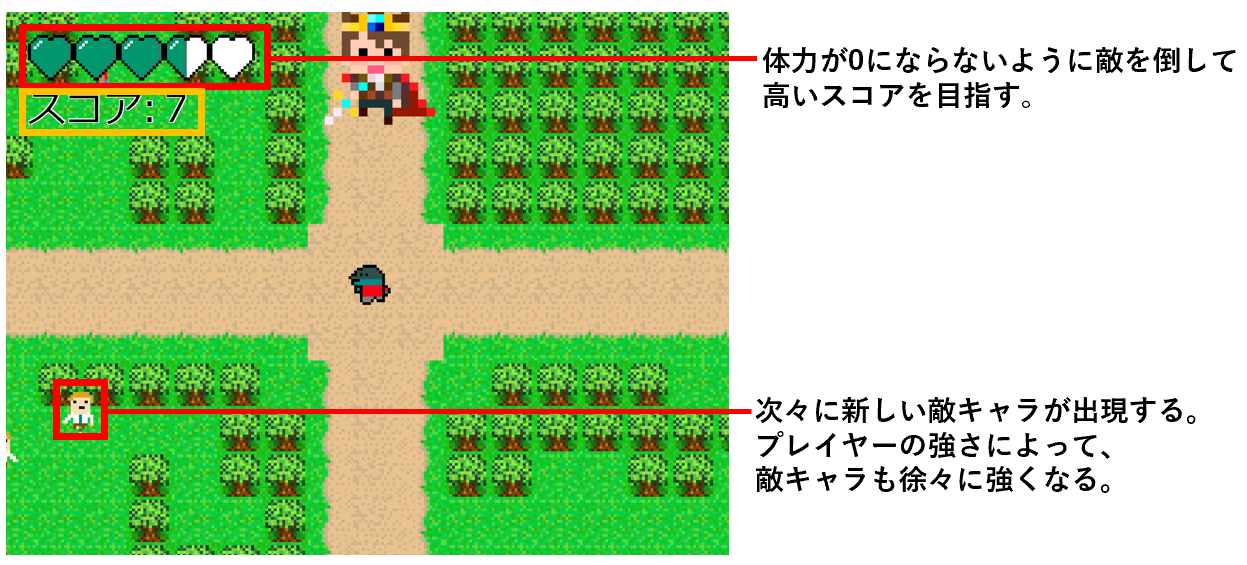 スコア:7
体力が0にならないように敵を倒して
高いスコアを目指す。
次々に新しい敵キャラが出現する。
プレイヤーの強さによって、
敵キャラも徐々に強くなる。